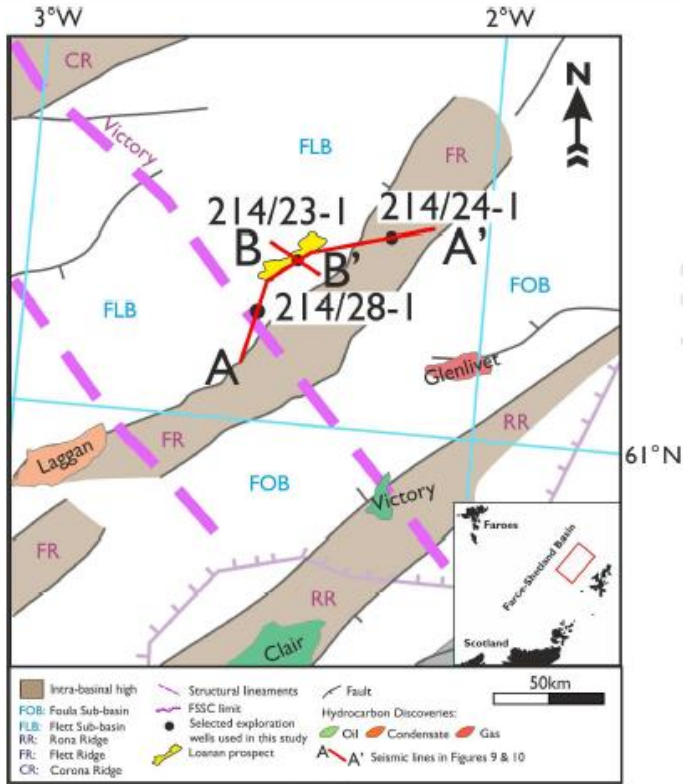 3°W
2°W
CR
N
Victory
FLB
FR
214/23-1
214/24-1
B
A'
B'
FOB
FLB
214/28-1
A
Glenlivet
RR
FR
Laggan
61°N
FOB
Victory
FR
Faroes
Faroe-Shetland Basin
RR
Clair
Scotland
Intra-basinal high
FOB: Foula Sub-basin
FLB: Flett Sub-basin
RR: Rona Ridge
FR: Flett Ridge
CR: Corona Ridge
Structural lineaments
FSSC limit
Selected exploration
wells used in this study
Loanan prospect
Fault
50km
Hydrocarbon Discoveries:
Oil Condensate Gas
A A' Seismic lines in Figures 9 & 10